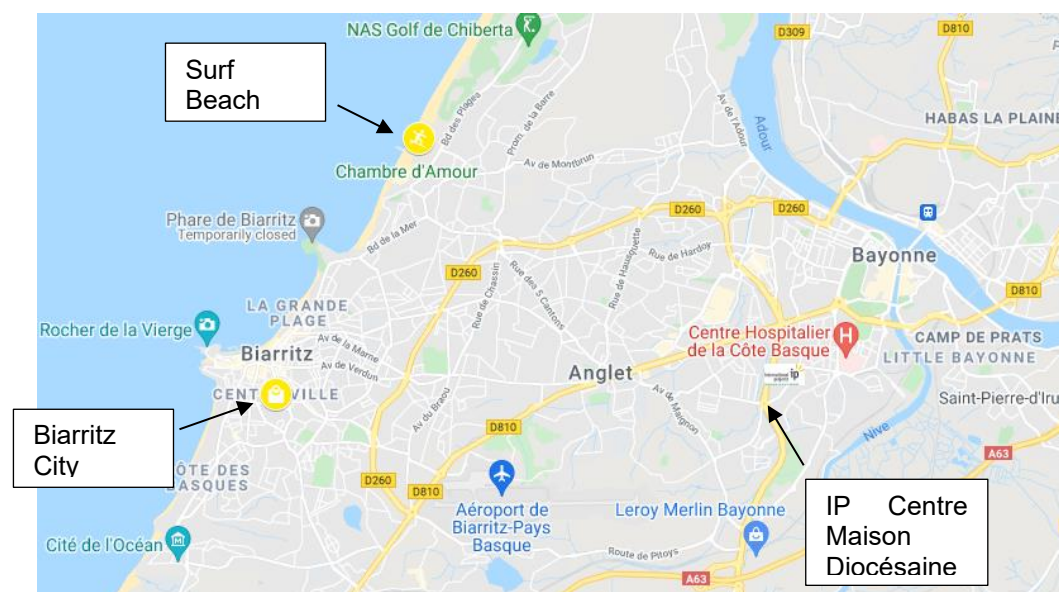 NAS Golf de Chiberta
D309
D810
Surf
Beach
Bd des Plages
Prom. de la Barre
Av de l'Adour
Adour
HABAS LA PLAINE
Chambre d'Amour
Av de Montbrun
Phare de Biarritz
Temporarily closed
Bd de la Mer
D260
D260
D260
Rue de Hausquette
Rue de Hardoy
Bayonne
Rue de Chassin
Rue des 5 Cantons
D810
LA GRANDE
PLAGE
Rocher de la Vierge
Av de la Marne
Biarritz
Av de Verdun
Centre Hospitalier
de la Côte Basque
H
CAMP DE PRATS
LITTLE BAYONNE
Anglet
ip
CENT VILLE
Av du Braou
Av de Maignon
Saint-Pierre-d'Iru
Biarritz
City
D810
Nive
A63
ÔTE DES
BASQUES
D260
D810
Aéroport de
Biarritz-Pays
Basque
Leroy Merlin Bayonne
IP Centre
Maison
Diocésaine
Cité de l'Océan
Route de Pitoys
A63